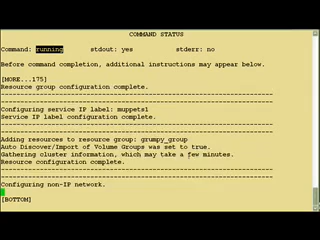 COMMAND STATUS
Command: running stdout: yes stderr: no
Before command completion, additional instructions may appear below.
[MORE...175]
Resource group configuration complete.
Configuring service IP label: muppets1
Service IP label configuration complete.
Adding resources to resource group: grumpy_group
Auto Discover/Import of Volume Groups was set to true.
Gathering cluster information, which may take a few minutes.
Resource configuration complete.
Configuring non-IP network.
[BOTTOM]